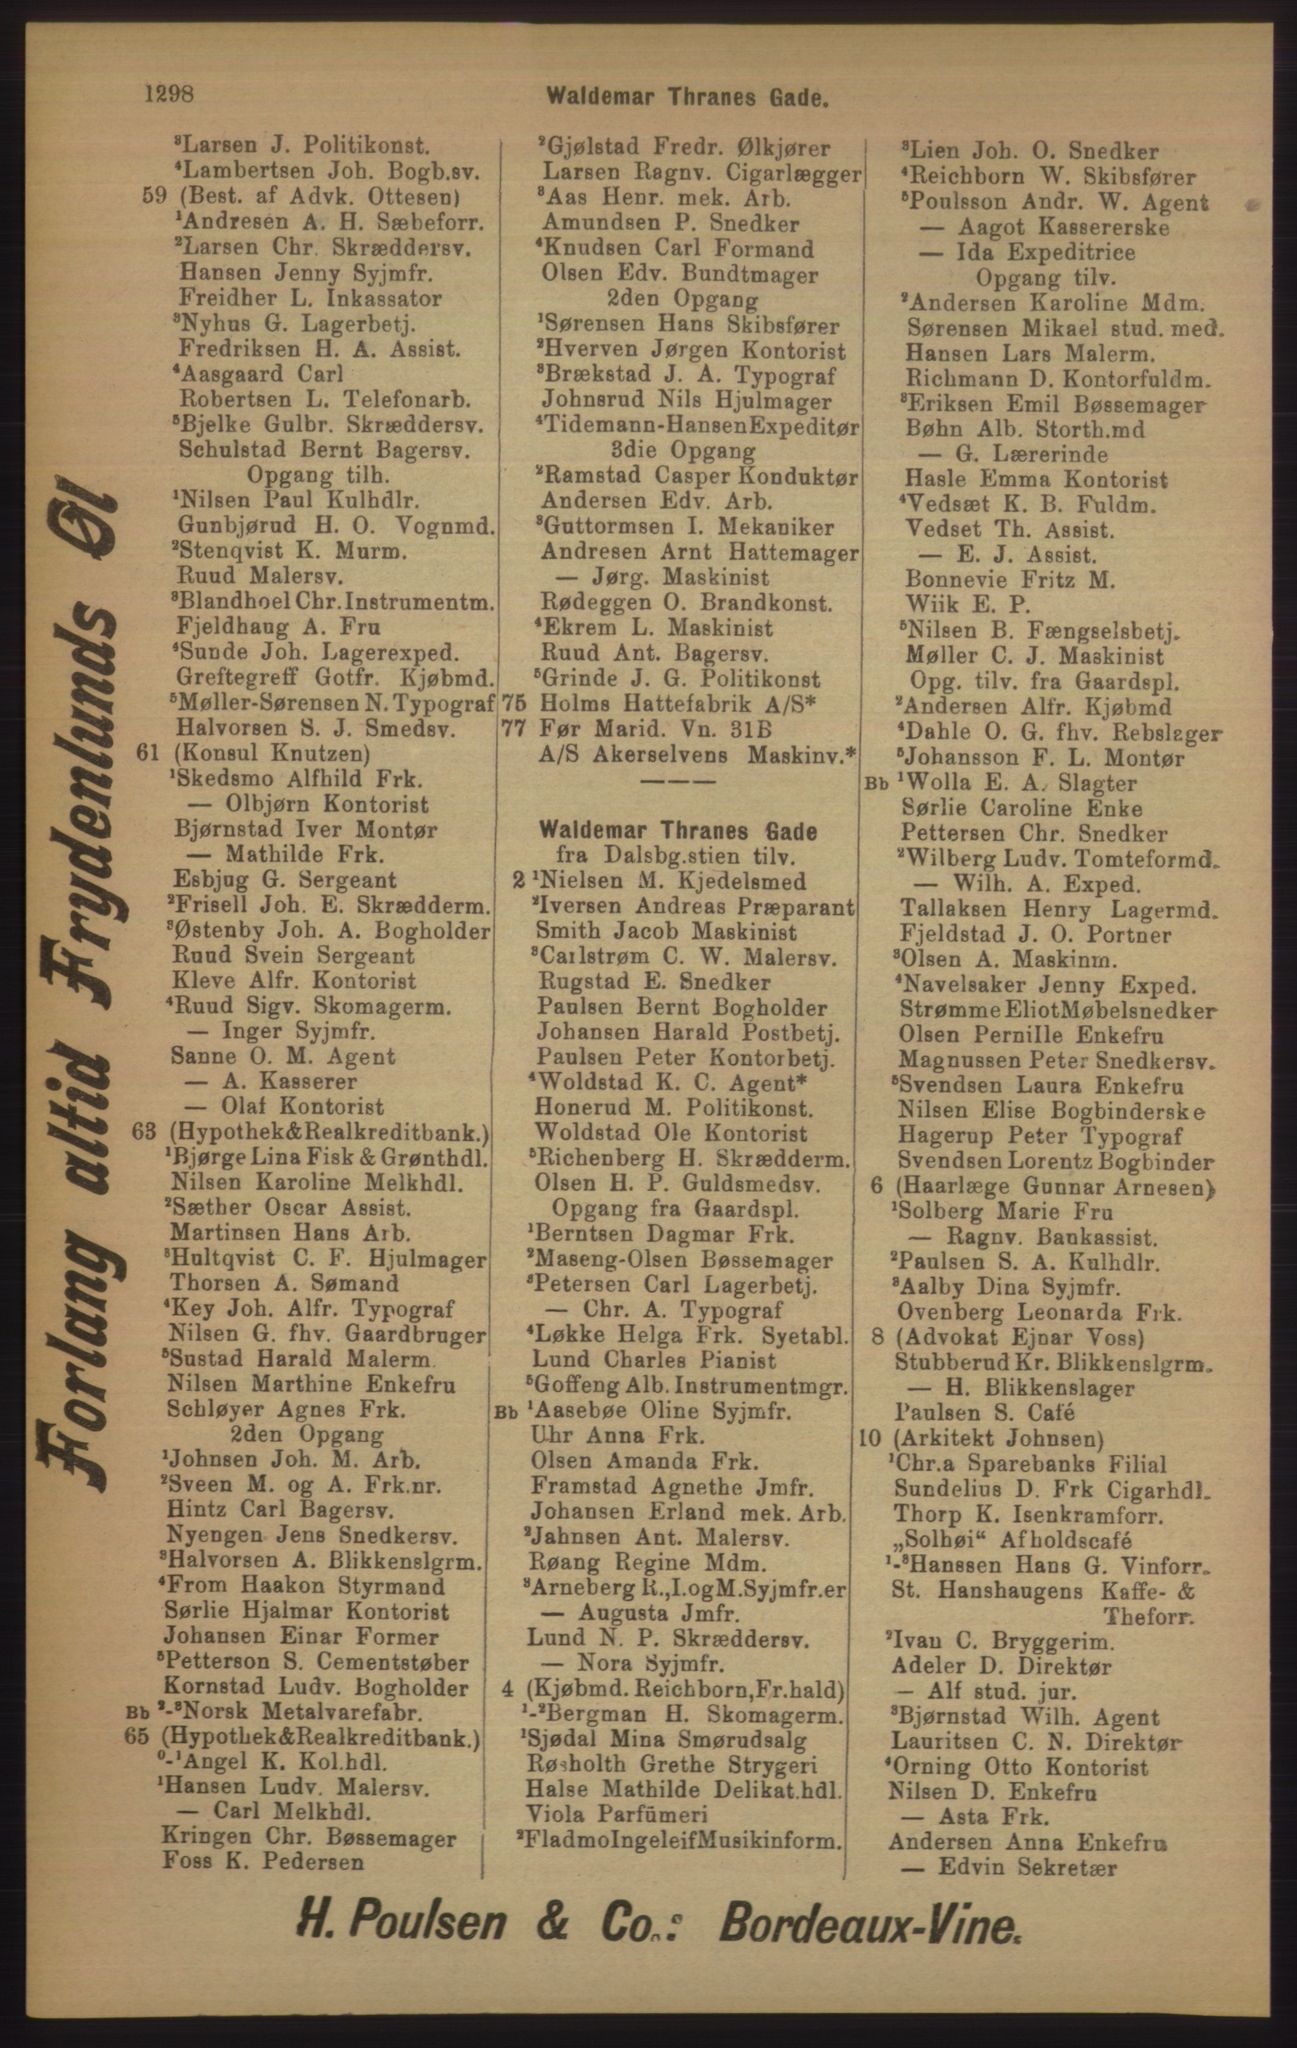 1298
Waldemar Thranes Gade.
³Larsen J. Politikonst.
⁴Lambertsen Joh. Bogb.sv.
59 (Best. af Advk. Ottesen)
¹Andresen A. H. Sæbeforr.
²Larsen Chr. Skræddersv.
Hansen Jenny Syjmfr.
Freidher L. Inkassator
³Nyhus G. Lagerbetj.
Fredriksen H. A. Assist.
⁴Aasgaard Carl
Robertsen L. Telefonarb.
⁵Bjelke Gulbr. Skræddersv.
Schulstad Bernt Bagersv.
Opgang tilh.
¹Nilsen Paul Kulhdlr.
Gunbjørud H. O. Vognmd.
²Stenqvist K. Murm.
Ruud Malersv.
³Blandhoel Chr. Instrumentm.
Fjeldhaug A. Fru
⁴Sunde Joh. Lagerexped.
Greftegreff Gotfr. Kjøbmd.
⁵Møller-Sørensen N. Typograf
Halvorsen S. J. Smedsv.
61 (Konsul Knutzen)
¹Skedsmo Alfhild Frk.
— Olbjørn Kontorist
Bjørnstad Iver Montør
— Mathilde Frk.
Esbjug G. Sergeant
²Frisell Joh. E. Skrædderm.
³Østenby Joh. A. Bogholder
Ruud Svein Sergeant
Kleve Alfr. Kontorist
⁴Ruud Sigv. Skomagerm.
— Inger Syjmfr.
Sanne O. M. Agent
— A. Kasserer
— Olaf Kontorist
63 (Hypothek&Realkreditbank.)
¹Bjørge Lina Fisk & Grønthdl.
Nilsen Karoline Melkhdl.
²Sæther Oscar Assist.
Martinsen Hans Arb.
³Hultqvist C. F. Hjulmager
Thorsen A. Sømand
⁴Key Joh. Alfr. Typograf
Nilsen G. fhv. Gaardbruger
⁵Sustad Harald Malerm.
Nilsen Marthine Enkefru
Schløyer Agnes Frk.
2den Opgang
¹Johnsen Joh. M. Arb.
²Sveen M. og A. Frk.nr.
Hintz Carl Bagersv.
Nyengen Jens Snedkersv.
³Halvorsen A. Blikkenslgrm.
⁴From Haakon Styrmand
Sørlie Hjalmar Kontorist
Johansen Einar Former
⁵Petterson S. Cementstøber
Kornstad Ludv. Bogholder
Bb ²-³Norsk Metalvarefabr.
65 (Hypothek&Realkreditbank.)
⁰-¹Angel K. Kol.hdl.
¹Hansen Ludv. Malersv.
— Carl Melkhdl.
Kringen Chr. Bøssemager
Foss K. Pedersen
²Gjølstad Fredr. Ølkjører
Larsen Ragnv. Cigarlægger
³Aas Henr. mek. Arb.
Amundsen P. Snedker
⁴Knudsen Carl Formand
Olsen Edv. Bundtmager
2den Opgang
¹Sørensen Hans Skibsfører
²Hverven Jørgen Kontorist
³Brækstad J. A. Typograf
Johnsrud Nils Hjulmager
⁴Tidemann-Hansen Expeditør
3die Opgang
²Ramstad Casper Konduktør
Andersen Edv. Arb.
³Guttormsen I. Mekaniker
Andresen Arnt Hattemager
— Jørg. Maskinist
Rødeggen O. Brandkonst.
⁴Ekrem L. Maskinist
Ruud Ant. Bagersv.
⁵Grinde J. G. Politikonst
75 Holms Hattefabrik A/S*
77 Før Marid. Vn. 31B
A/S Akerselvens Maskinv.*
— — —
Waldemar Thranes Gade
fra Dalsbg.stien tilv.
2 ¹Nielsen M. Kjedelsmed
²Iversen Andreas Præparant
Smith Jacob Maskinist
³Carlstrøm C. W. Malersv.
Rugstad E. Snedker
Paulsen Bernt Bogholder
Johansen Harald Postbetj.
Paulsen Peter Kontorbetj.
⁴Woldstad K. C. Agent*
Honerud M. Politikonst.
Woldstad Ole Kontorist
⁵Richenberg H. Skrædderm.
Olsen H. P. Guldsmedsv.
Opgang fra Gaardspl.
¹Berntsen Dagmar Frk.
²Maseng-Olsen Bøssemager
³Petersen Carl Lagerbetj.
— Chr. A. Typograf
⁴Løkke Helga Frk. Syetabl.
Lund Charles Pianist
⁵Goffeng Alb. Instrumentmgr.
Bb ¹Aasebøe Oline Syjmfr.
Uhr Anna Frk.
Olsen Amanda Frk.
Framstad Agnethe Jmfr.
Johansen Erland mek. Arb.
²Jahnsen Ant. Malersv.
Røang Regine Mdm.
³Arneberg R., I. og M. Syjmfr.er
— Augusta Jmfr.
Lund N. P. Skræddersv.
— Nora Syjmfr.
4 (Kjøbmd. Reichborn, Fr.hald)
¹-²Bergman H. Skomagerm.
¹Sjødal Mina Smørudsalg
Røsholth Grethe Strygeri
Halse Mathilde Delikat.hdl.
Viola Parfümeri
²Fladmo Ingeleif Musikinform.
³Lien Joh. O. Snedker
⁴Reichborn W. Skibsfører
⁵Poulsson Andr. W. Agent
— Aagot Kassererske
— Ida Expeditrice
Opgang tilv.
²Andersen Karoline Mdm.
Sørensen Mikael stud. med.
Hansen Lars Malerm.
Richmann D. Kontorfuldm.
³Eriksen Emil Bøssemager
Bøhn Alb. Storth.md
— G. Lærerinde
Hasle Emma Kontorist
⁴Vedsæt K. B. Fuldm.
Vedset Th. Assist.
— E. J. Assist.
Bonnevie Fritz M.
Wiik E. P.
⁵Nilsen B. Fængselsbetj.
Møller C. J. Maskinist
Opg. tilv. fra Gaardspl.
²Andersen Alfr. Kjøbmd
⁴Dahle O. G. fhv. Rebslager
⁵Johansson F. L. Montør
Bb ¹Wolla E. A. Slagter
Sørlie Caroline Enke
Pettersen Chr. Snedker
²Wilberg Ludv. Tomteformd.
— Wilh. A. Exped.
Tallaksen Henry Lagermd.
Fjeldstad J. O. Portner
³Olsen A. Maskinm.
⁴Navelsaker Jenny Exped.
Strømme Eliot Møbelsnedker
Olsen Pernille Enkefru
Magnussen Peter Snedkersv.
⁵Svendsen Laura Enkefru
Nilsen Elise Bogbinderske
Hagerup Peter Typograf
Svendsen Lorentz Bogbinder
6 (Haarlæge Gunnar Arnesen)
¹Solberg Marie Fru
— Ragnv. Bankassist.
²Paulsen S. A. Kulhdlr.
³Aalby Dina Syjmfr.
Ovenberg Leonarda Frk.
8 (Advokat Ejnar Voss)
Stubberud Kr. Blikkenslgrm.
— H. Blikkenslager
Paulsen S. Café
10 (Arkitekt Johnsen)
¹Chr.a Sparebanks Filial
Sundelius D. Frk Cigarhdl.
Thorp K. Isenkramforr.
„Solhøi“ Afholdscafé
¹-³Hanssen Hans G. Vinforr.
St. Hanshaugens Kaffe- &
Theforr.
²Ivan C. Bryggerim.
Adeler D. Direktør
— Alf stud. jur.
³Bjørnstad Wilh. Agent
Lauritsen C. N. Direktør
⁴Orning Otto Kontorist
Nilsen D. Enkefru
— Asta Frk.
Andersen Anna Enkefru
— Edvin Sekretær
Forlang altid Frydenlunds Øl
H. Poulsen & Co.: Bordeaux-Vine.